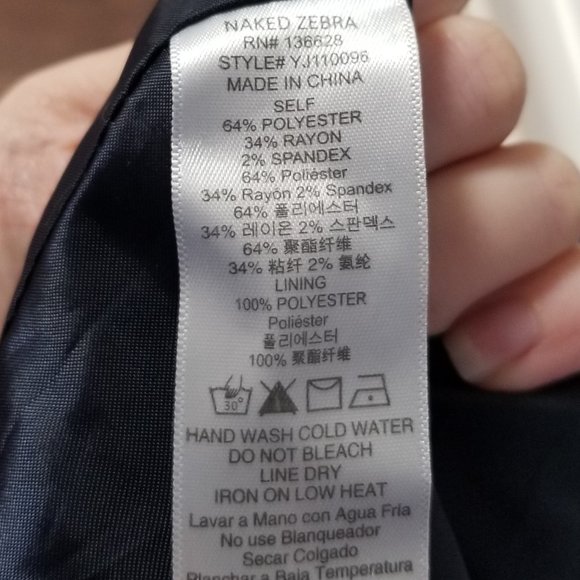 NAKED ZEBRA
RN# 136628
STYLE# YJ110096
MADE IN CHINA
SELF
64% POLYESTER
34% RAYON
2% SPANDEX
64% Poliéster
34% Rayón 2% Spandex
64% 폴리에스터
34% 레이온 2% 스판덱스
64% 聚酯纤维
34% 粘纤 2% 氨纶
LINING
100% POLYESTER
Poliéster
폴리에스터
100% 聚酯纤维
30°
HAND WASH COLD WATER
DO NOT BLEACH
LINE DRY
IRON ON LOW HEAT
Lavar a Mano con Agua Fria
No use Blanqueador
Secar Colgado
Planchar a Baja Temperatura